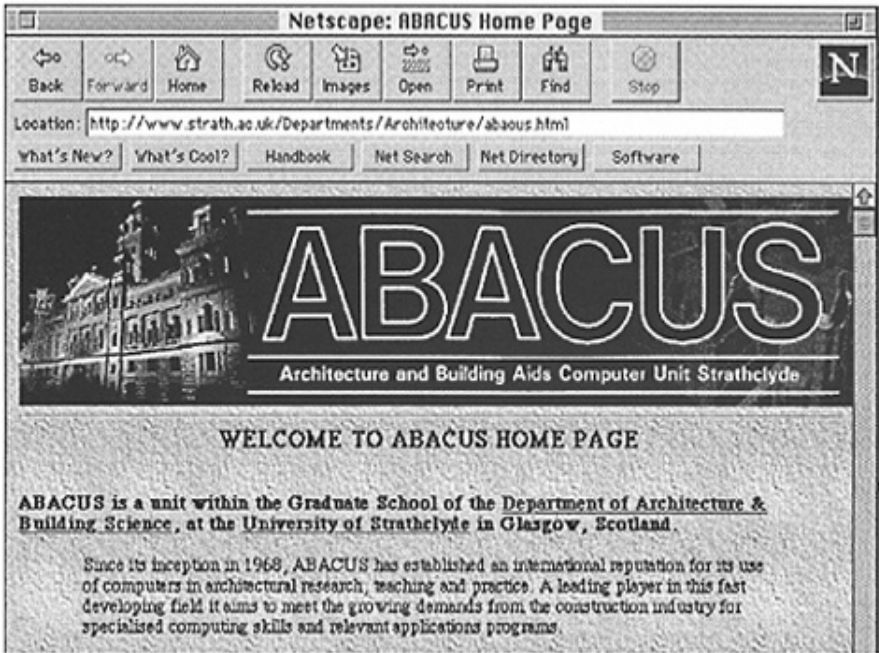 Netscape: ABACUS Home Page
Back Forward Home Reload Images Open Print Find Stop
N
Location: http://www.strath.ac.uk/Departments/Architecture/abacus.html
What's New? What's Cool? Handbook Net Search Net Directory Software
ABACUS
Architecture and Building Aids Computer Unit Strathclyde
WELCOME TO ABACUS HOME PAGE
ABACUS is a unit within the Graduate School of the Department of Architecture &
Building Science, at the University of Strathclyde in Glasgow, Scotland.
Since its inception in 1968, ABACUS has established an international reputation for its use
of computers in architectural research, teaching and practice. A leading player in this fast
developing field it aims to meet the growing demands from the construction industry for
specialised computing skills and relevant applications programs.